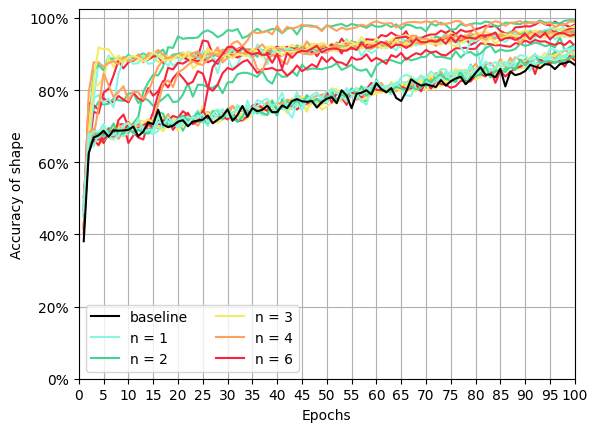 100%
80%
60%
40%
20%
0%
Accuracy of shape
baseline
n = 1
n = 2
n = 3
n = 4
n = 6
0 5 10 15 20 25 30 35 40 45 50 55 60 65 70 75 80 85 90 95 100
Epochs